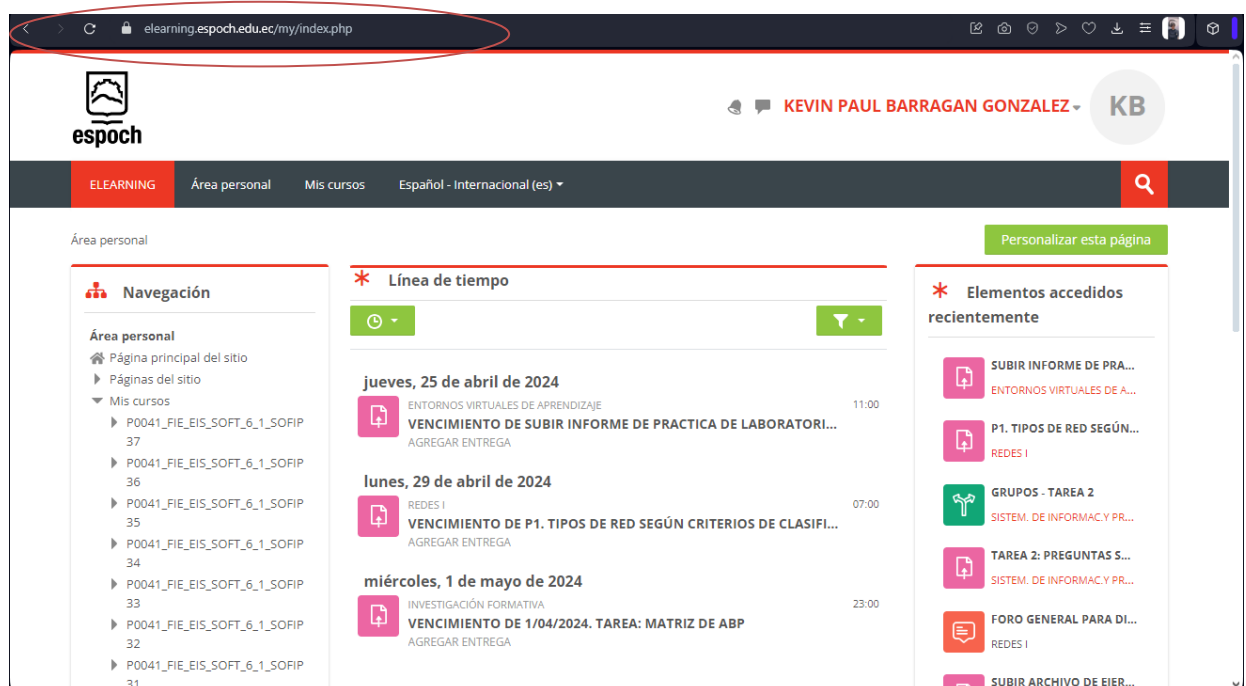 elearning.espoch.edu.ec/my/index.php
espoch
KEVIN PAUL BARRAGAN GONZALEZ
KB
ELEARNING
Área personal
Mis cursos
Español - Internacional (es)
Área personal
Personalizar esta página
Navegación
Área personal
Página principal del sitio
Páginas del sitio
Mis cursos
P0041_FIE_EIS_SOFT_6_1_SOFIP
37
P0041_FIE_EIS_SOFT_6_1_SOFIP
36
P0041_FIE_EIS_SOFT_6_1_SOFIP
35
P0041_FIE_EIS_SOFT_6_1_SOFIP
34
P0041_FIE_EIS_SOFT_6_1_SOFIP
33
P0041_FIE_EIS_SOFT_6_1_SOFIP
32
P0041_FIE_EIS_SOFT_6_1_SOFIP
31
Línea de tiempo
jueves, 25 de abril de 2024
ENTORNOS VIRTUALES DE APRENDIZAJE
11:00
VENCIMIENTO DE SUBIR INFORME DE PRACTICA DE LABORATORI...
AGREGAR ENTREGA
lunes, 29 de abril de 2024
REDES I
07:00
VENCIMIENTO DE P1. TIPOS DE RED SEGÚN CRITERIOS DE CLASIFI...
AGREGAR ENTREGA
miércoles, 1 de mayo de 2024
INVESTIGACIÓN FORMATIVA
23:00
VENCIMIENTO DE 1/04/2024. TAREA: MATRIZ DE ABP
AGREGAR ENTREGA
Elementos accedidos
recientemente
SUBIR INFORME DE PRA...
ENTORNOS VIRTUALES DE A...
P1. TIPOS DE RED SEGÚN...
REDES I
GRUPOS - TAREA 2
SISTEM. DE INFORMAC.Y PR...
TAREA 2: PREGUNTAS S...
SISTEM. DE INFORMAC.Y PR...
FORO GENERAL PARA DI...
REDES I
SUBIR ARCHIVO DE EJER...